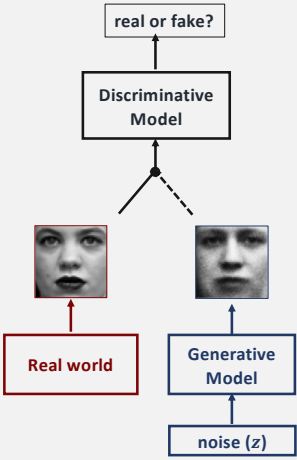 real or fake?
Discriminative
Model
Real world
Generative
Model
noise (z)